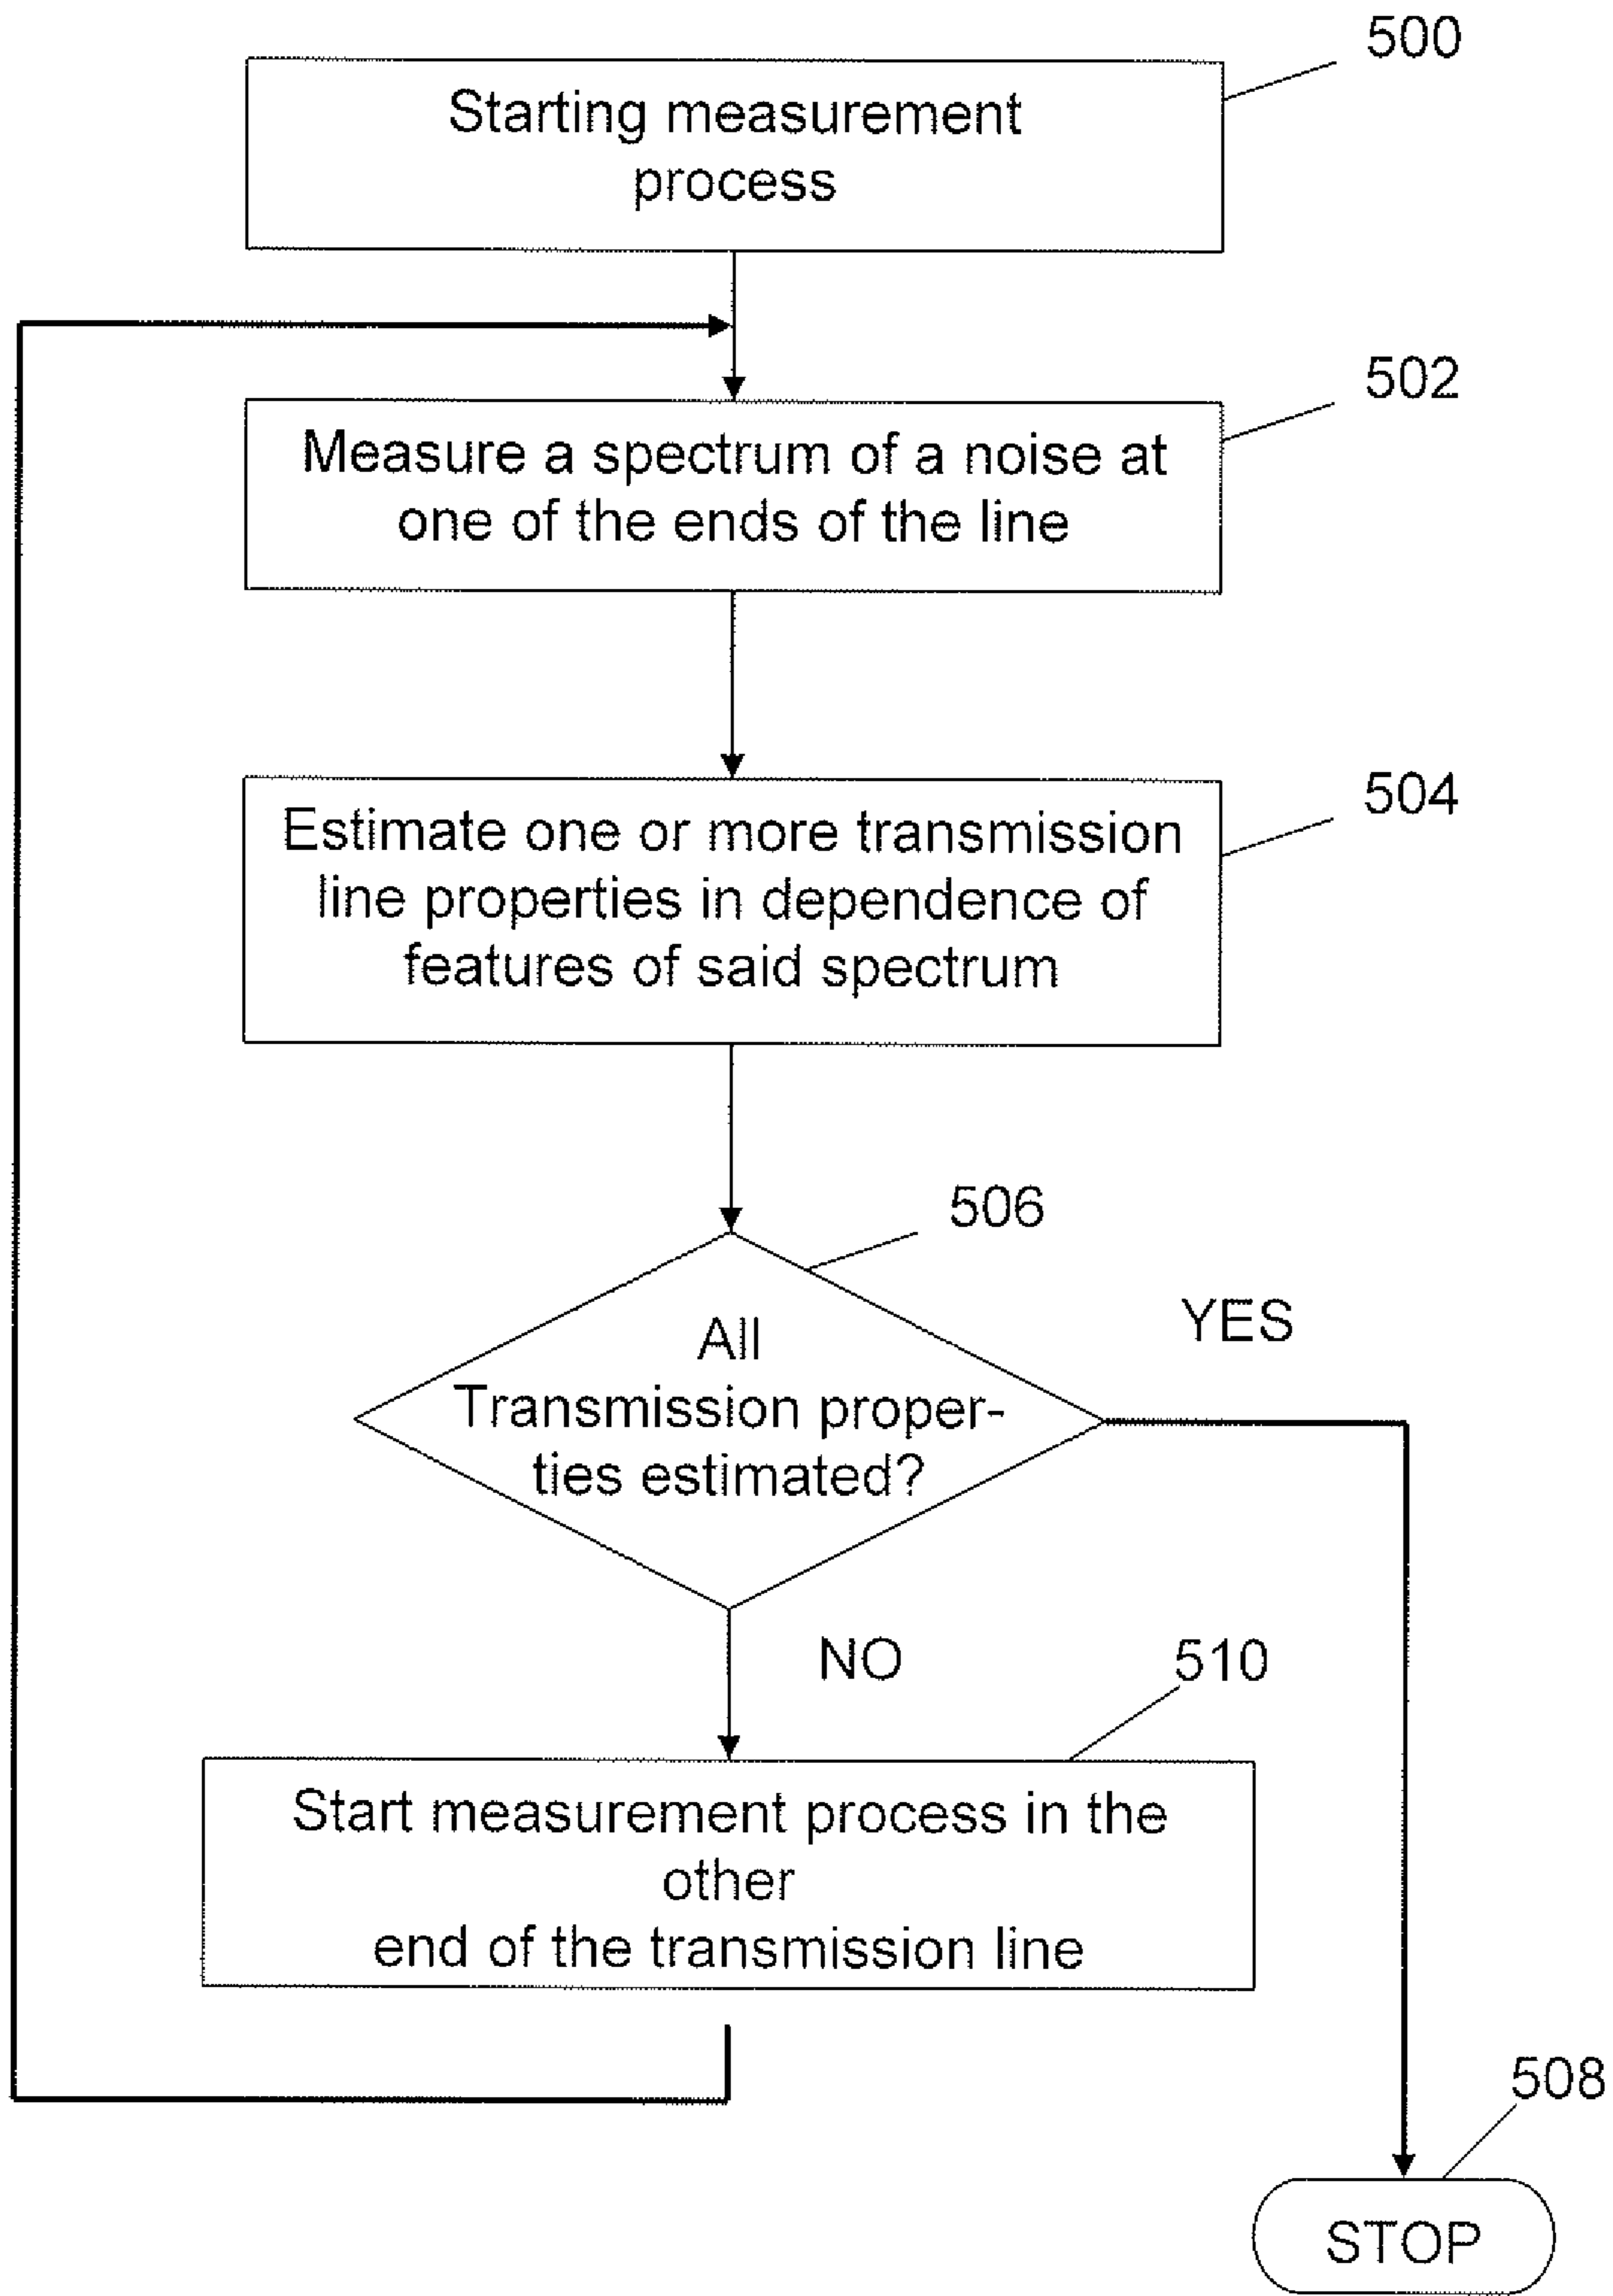 500
Starting measurement
process
502
Measure a spectrum of a noise at
one of the ends of the line
504
Estimate one or more transmission
line properties in dependence of
features of said spectrum
506
YES
All
Transmission proper-
ties estimated?
NO
510
Start measurement process in the
other
end of the transmission line
508
STOP